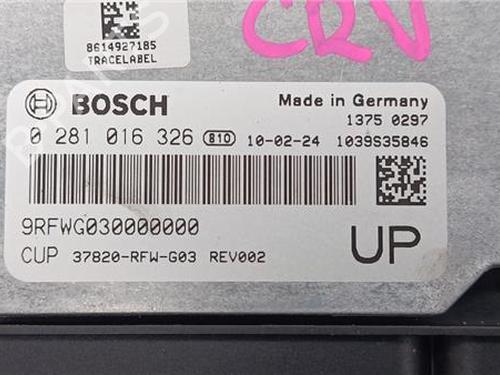 8614927185
TRACELABEL
CRV
BOSCH
Made in Germany
1375 0297
0 281 016 326 810 10-02-24 1039S35846
9RFWG030000000
CUP 37820-RFW-G03 REV002
UP